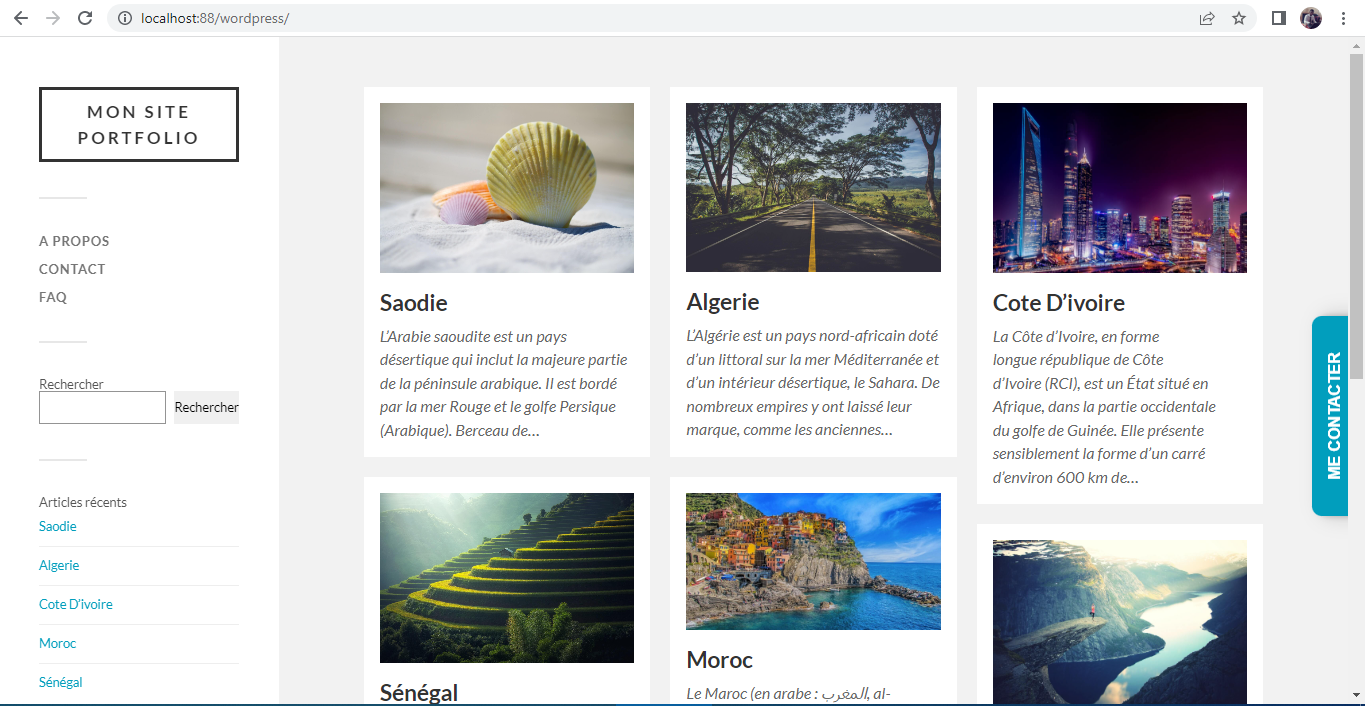 localhost:88/wordpress/
MON SITE
PORTFOLIO
A PROPOS
CONTACT
FAQ
Rechercher
Rechercher
Articles récents
Saodie
Algerie
Cote D’ivoire
Moroc
Sénégal
Saodie
L’Arabie saoudite est un pays
désertique qui inclut la majeure partie
de la péninsule arabique. Il est bordé
par la mer Rouge et le golfe Persique
(Arabique). Berceau de…
Algerie
L’Algérie est un pays nord-africain doté
d’un littoral sur la mer Méditerranée et
d’un intérieur désertique, le Sahara. De
nombreux empires y ont laissé leur
marque, comme les anciennes…
Cote D’ivoire
La Côte d’Ivoire, en forme
longue république de Côte
d’Ivoire (RCI), est un État situé en
Afrique, dans la partie occidentale
du golfe de Guinée. Elle présente
sensiblement la forme d’un carré
d’environ 600 km de…
Sénégal
Moroc
Le Maroc (en arabe : المغرب, al-
ME CONTACTER